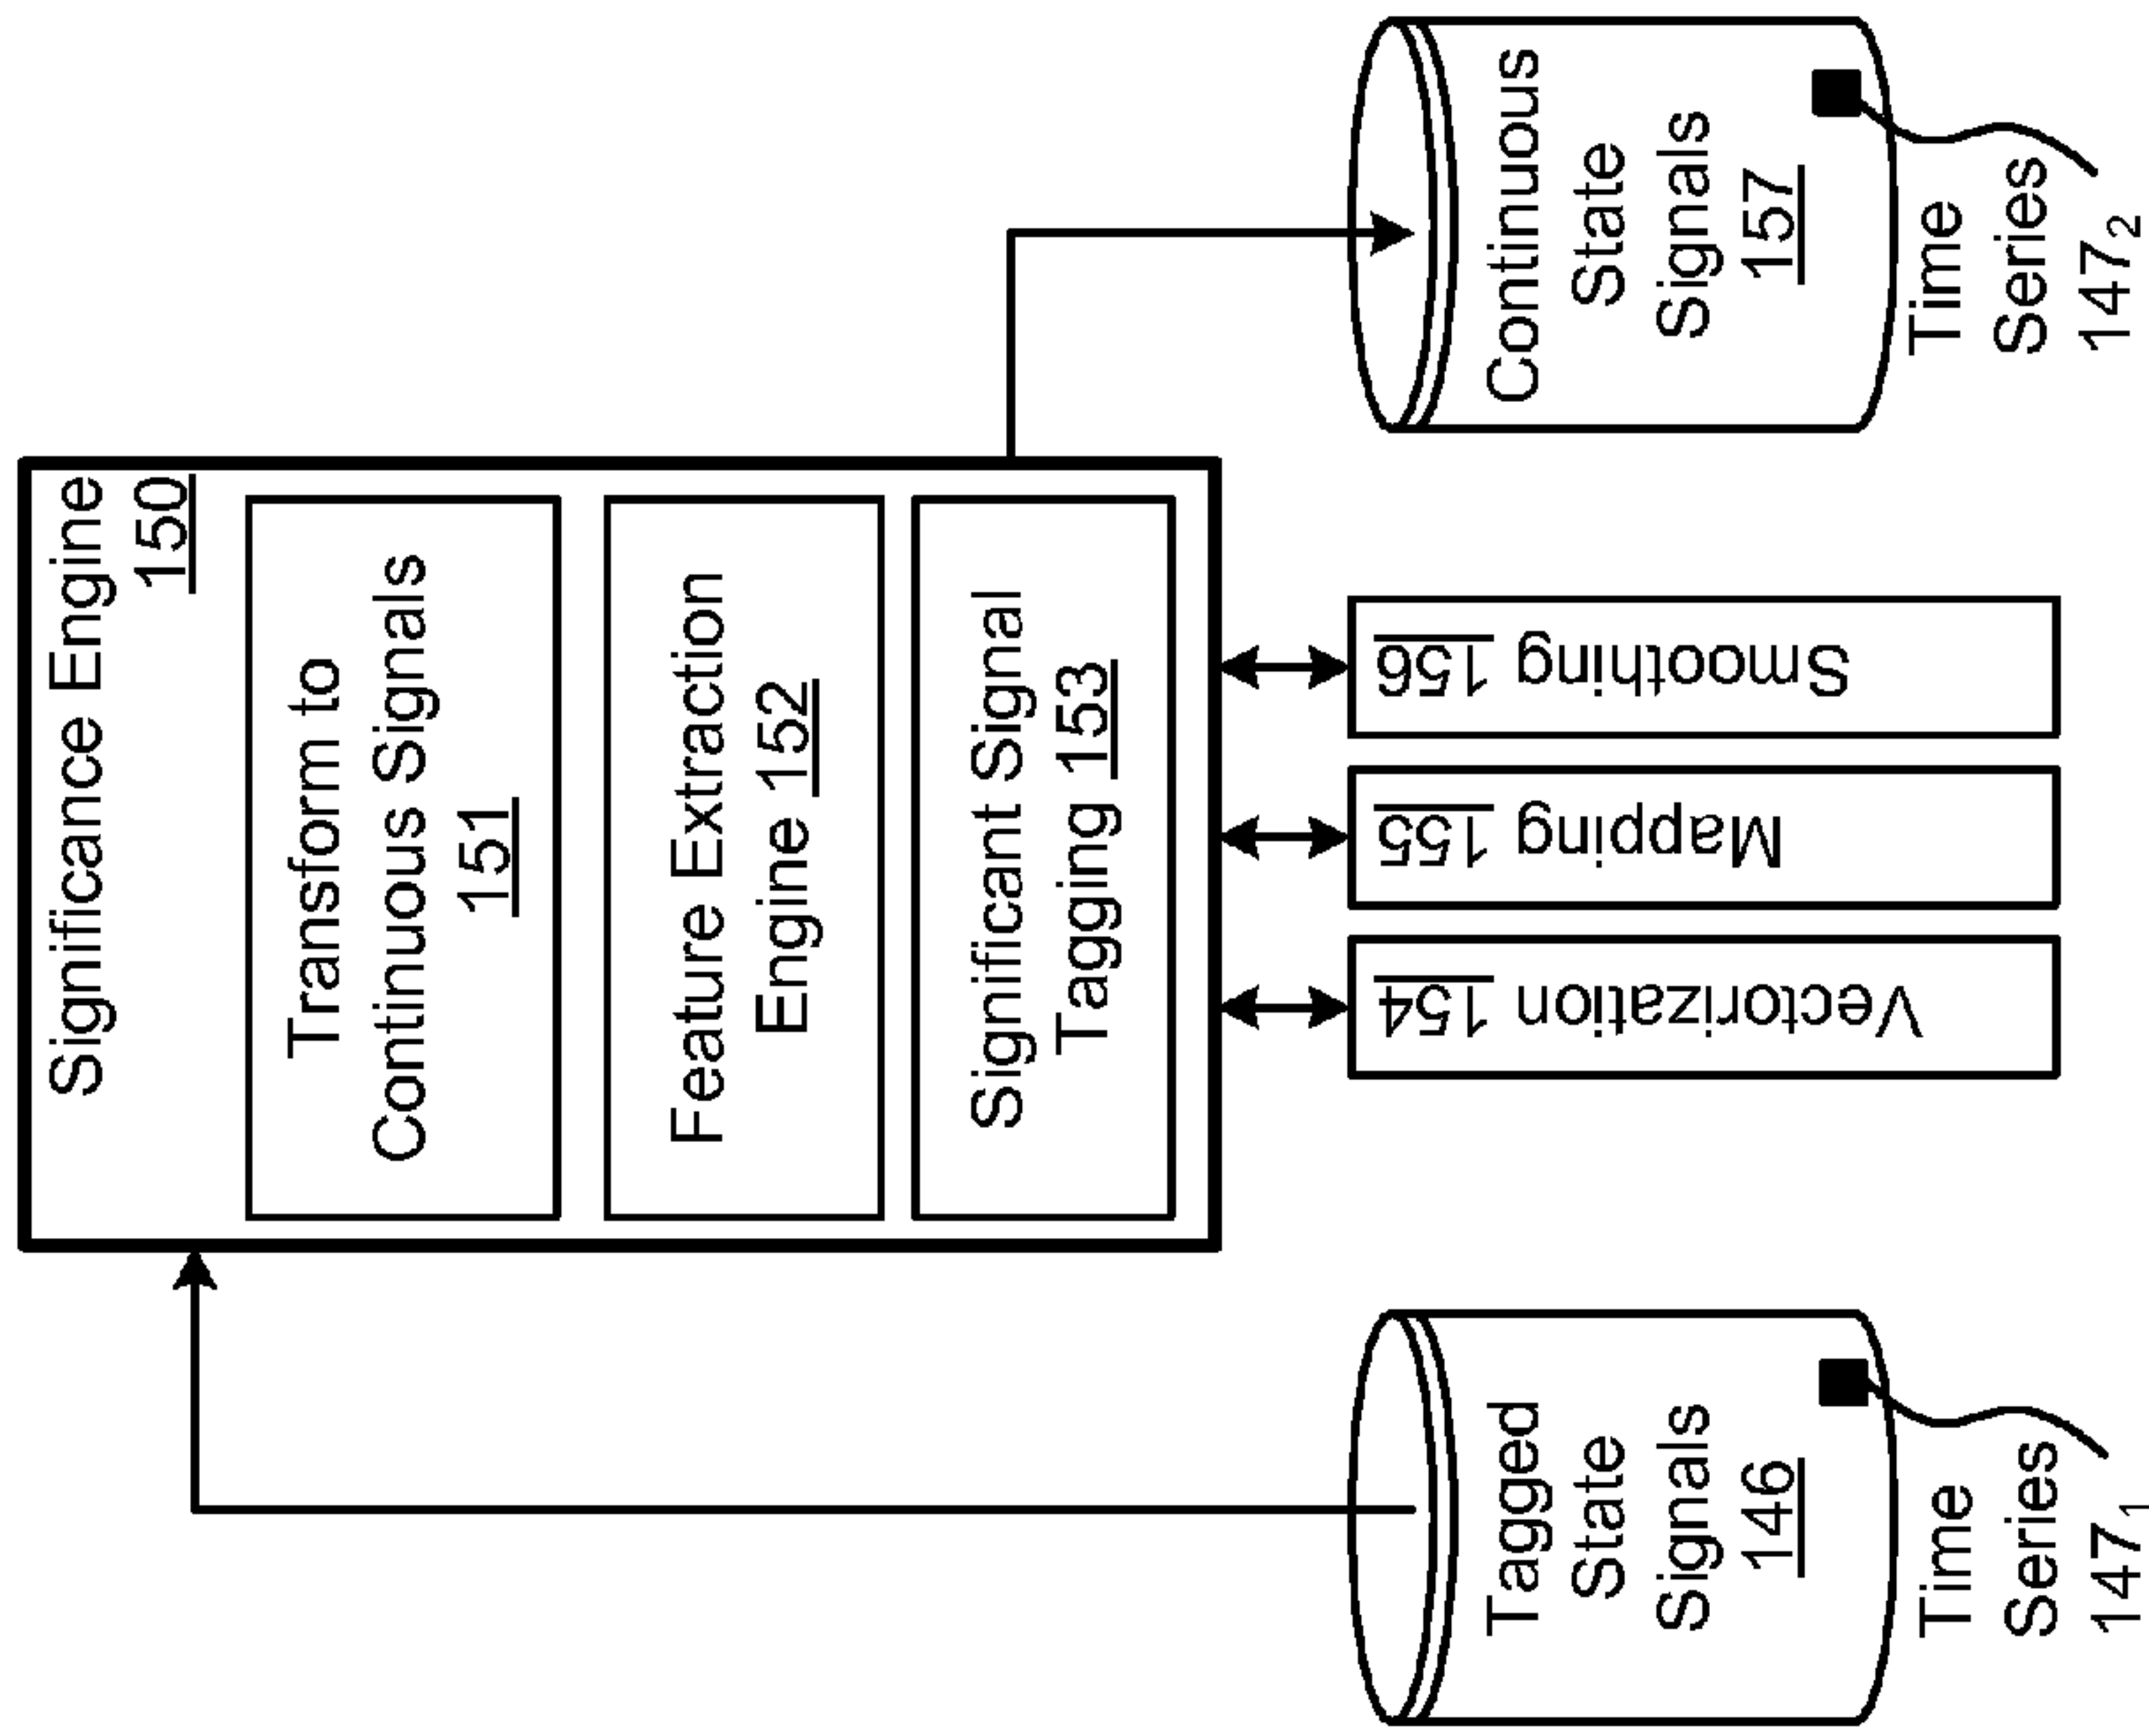 Significance Engine
150
Transform to
Continuous Signals
151
Feature Extraction
Engine 152
Significant Signal
Tagging 153
Tagged
State
Signals
146
Time
Series
147₁
Vectorization 154
Mapping 155
Smoothing 156
Continuous
State
Signals
157
Time
Series
147₂